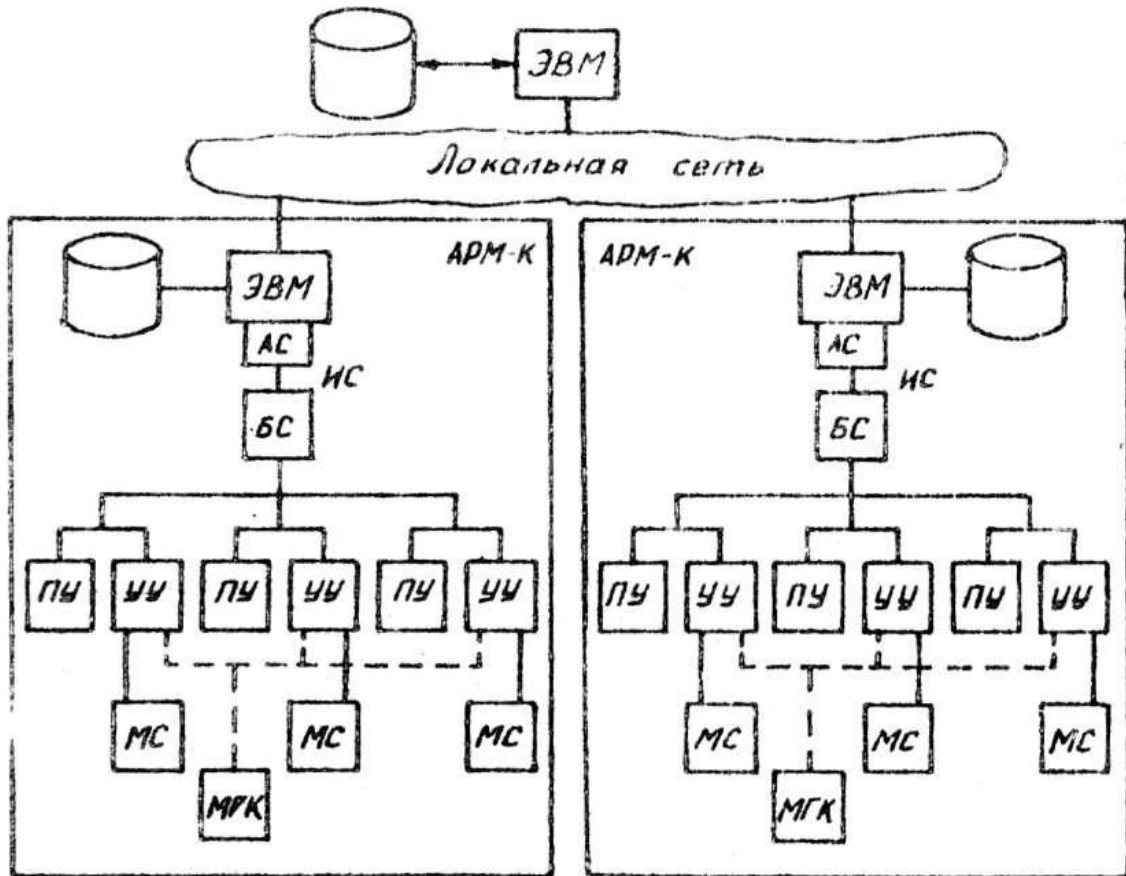 ЭВМ
Локальная сеть
АРМ-К АРМ-К
ЭВМ ЭВМ
АС АС
ИС ИС
БС БС
ПУ УУ ПУ УУ ПУ УУ ПУ УУ ПУ УУ ПУ УУ
МС МС МС МС МС МС
МРК МГК